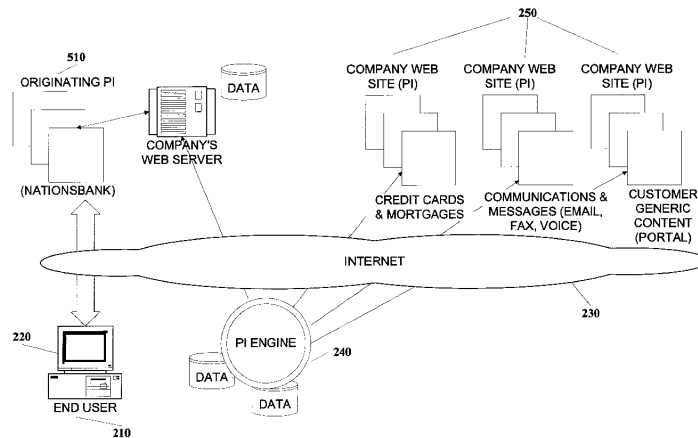 250
510
ORIGINATING PI
DATA
COMPANY'S
WEB SERVER
(NATIONSBANK)
COMPANY WEB
SITE (PI)
COMPANY WEB
SITE (PI)
COMPANY WEB
SITE (PI)
CREDIT CARDS
& MORTGAGES
COMMUNICATIONS &
MESSAGES (EMAIL,
FAX, VOICE)
CUSTOMER
GENERIC
CONTENT
(PORTAL)
INTERNET
230
220
PI ENGINE
240
DATA
DATA
END USER
210